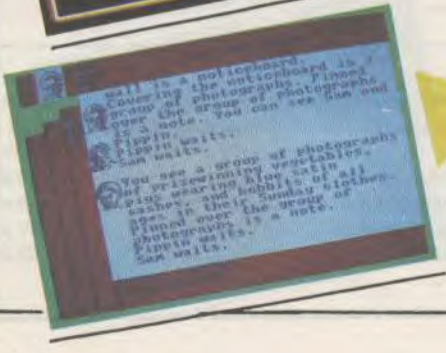 wall is a noticeboard.
Covering the noticeboard is a
group of photographs. Pinned
over the group of photographs
is a note. You can see Sam and
Pippin.
Pippin waits.
Sam waits.
You see a group of photographs
of prizewinning vegetables,
pigs wearing blue satin
sashes, and hobbits of all
ages in their Sunday clothes.
Pinned over the group of
photographs is a note.
Pippin waits.
Sam waits.